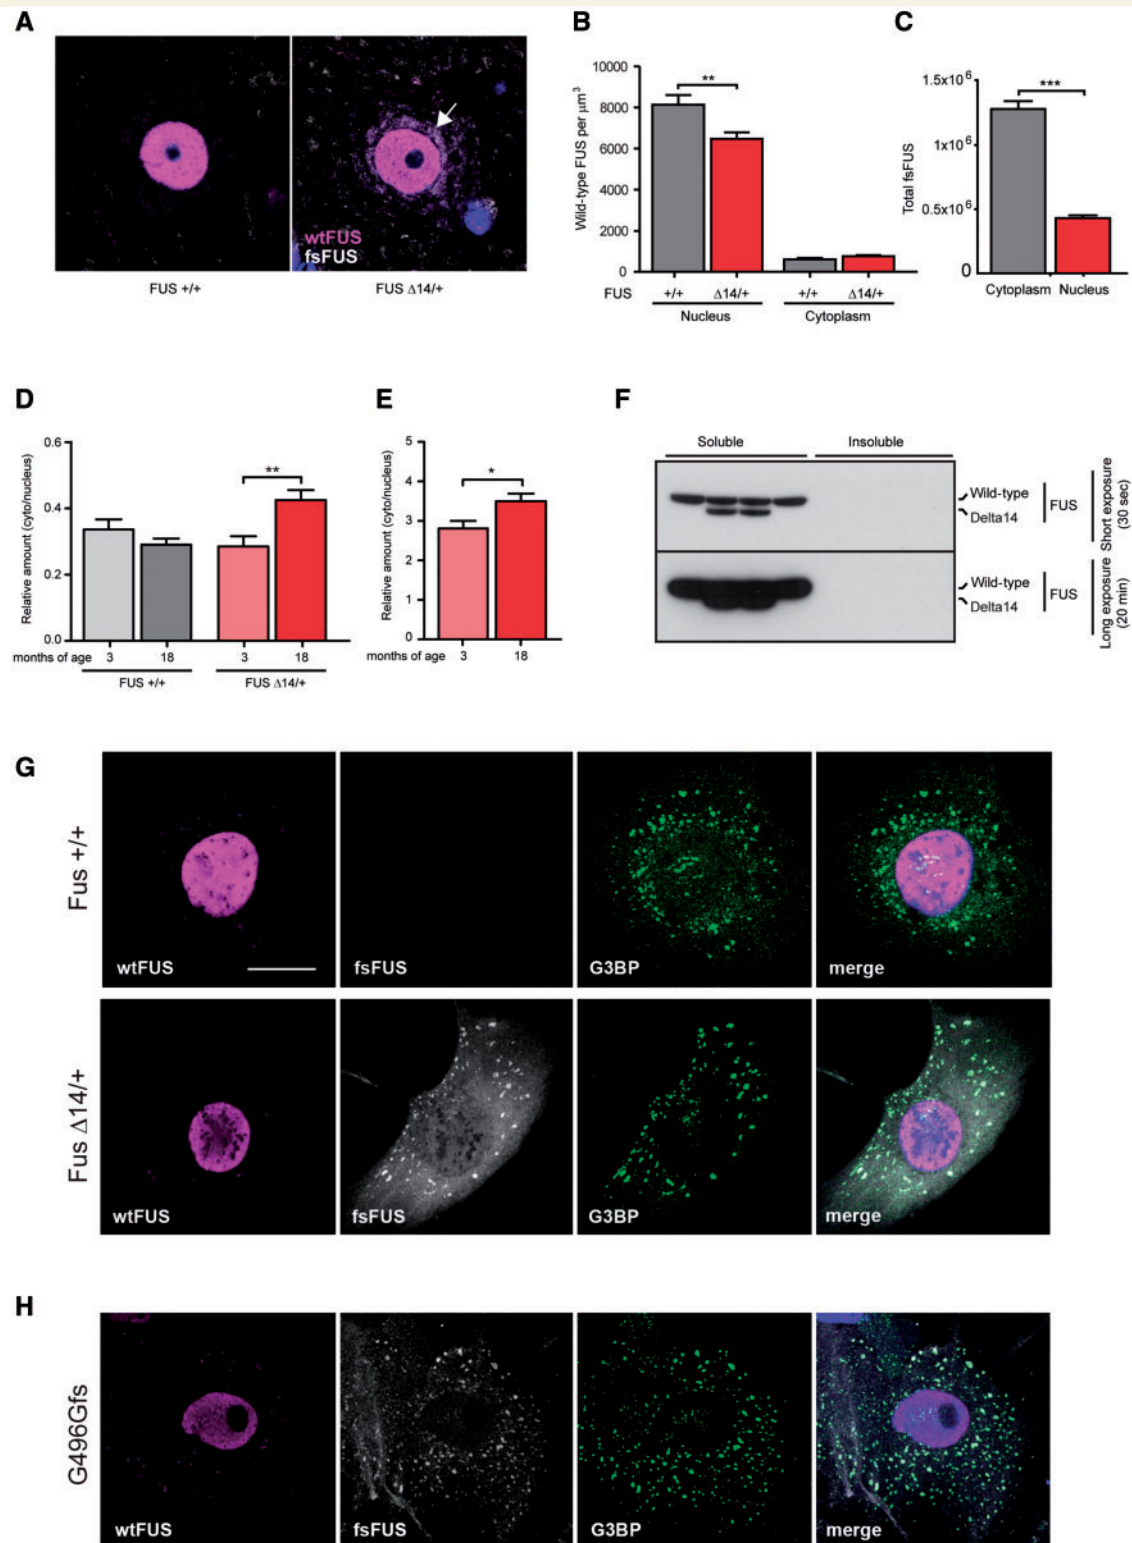 A
wtFUS
fsFUS
FUS +/+
FUS Δ14/+
B
**
Wild-type FUS per µm³
10000
8000
6000
4000
2000
0
FUS
+/+
Δ14/+
+/+
Δ14/+
Nucleus
Cytoplasm
C
***
Total fsFUS
1.5x10⁶
1x10⁶
0.5x10⁶
0
Cytoplasm Nucleus
D
**
Relative amount (cyto/nucleus)
0.6
0.4
0.2
0.0
months of age
3
18
3
18
FUS +/+
FUS Δ14/+
E
*
Relative amount (cyto/nucleus)
5
4
3
2
1
0
months of age
3
18
F
Soluble
Insoluble
Wild-type
Delta14
FUS
Short exposure
(30 sec)
Wild-type
Delta14
FUS
Long exposure
(20 min)
G
Fus +/+
wtFUS
fsFUS
G3BP
merge
Fus Δ14/+
wtFUS
fsFUS
G3BP
merge
H
G496Gfs
wtFUS
fsFUS
G3BP
merge